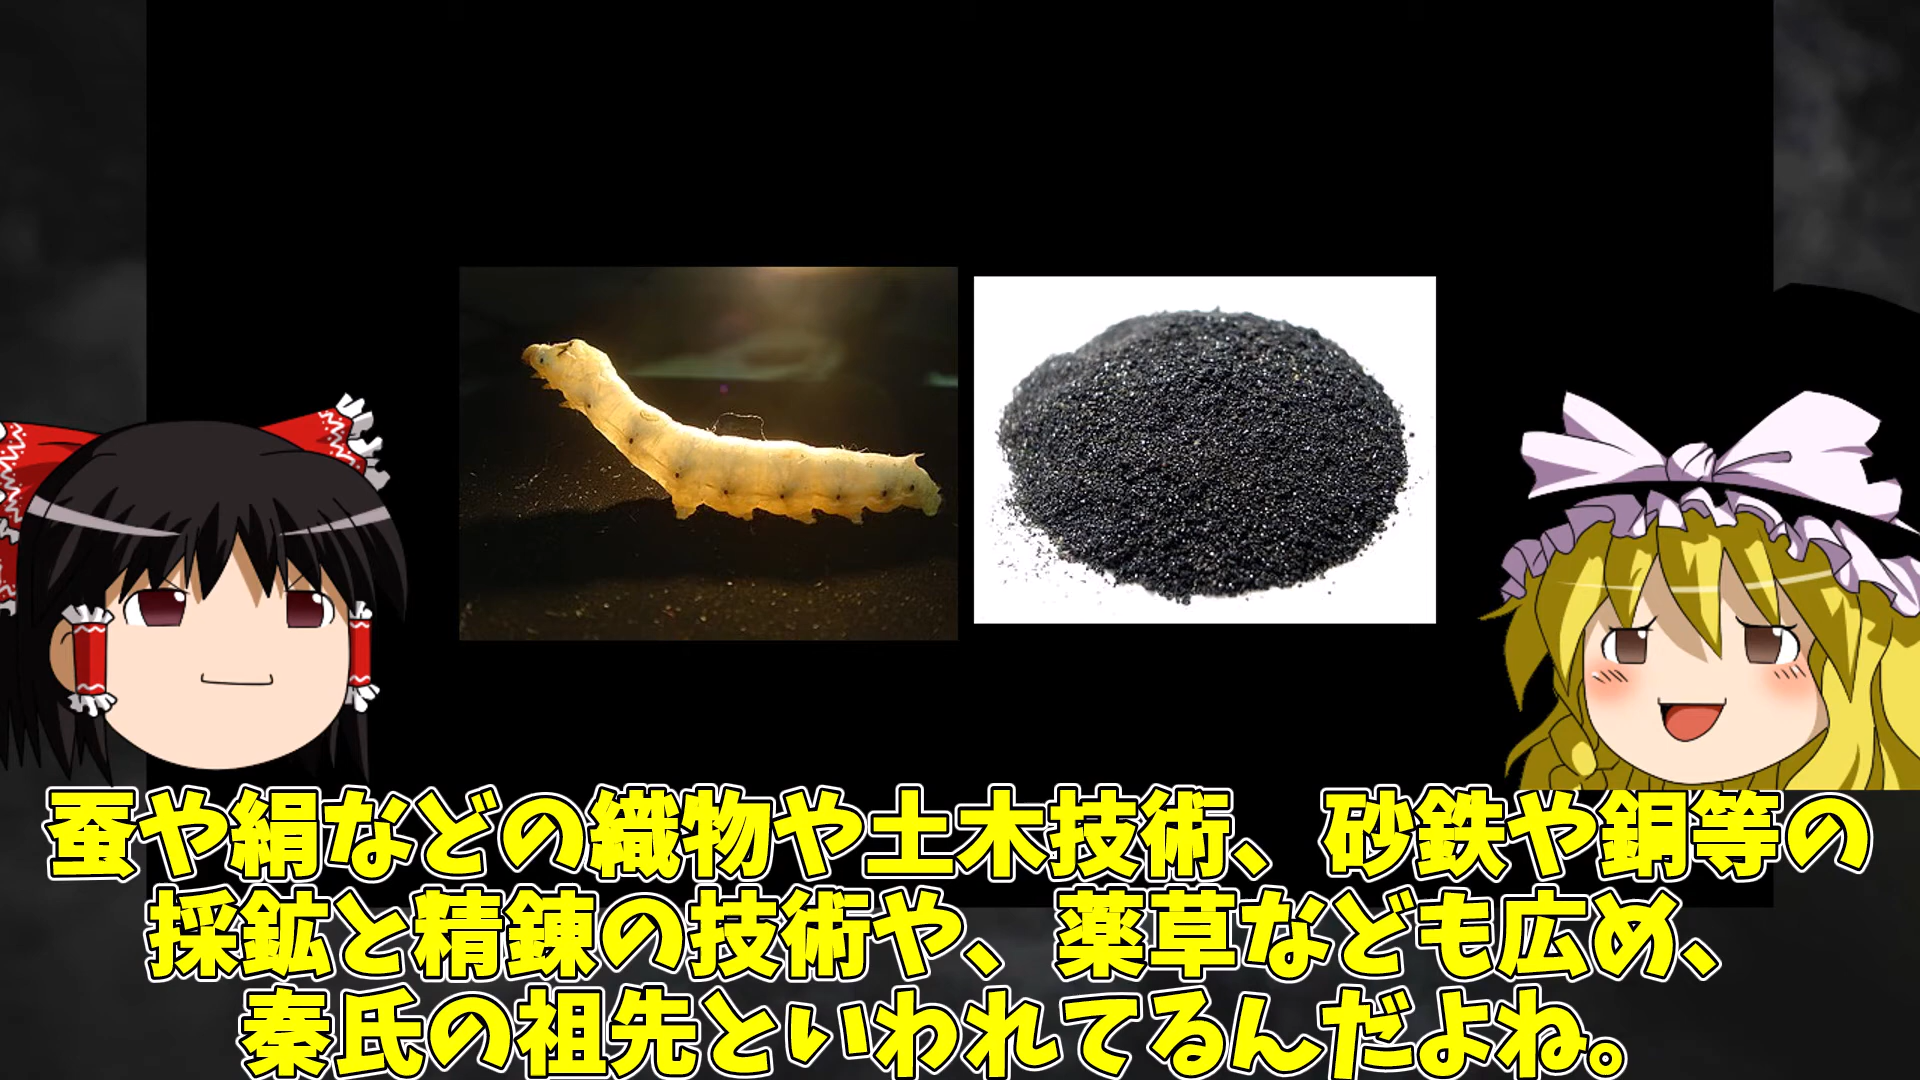 蚕や絹などの織物や土木技術、砂鉄や銅等の
採鉱と精錬の技術や、薬草なども広め、
秦氏の祖先といわれてるんだよね。